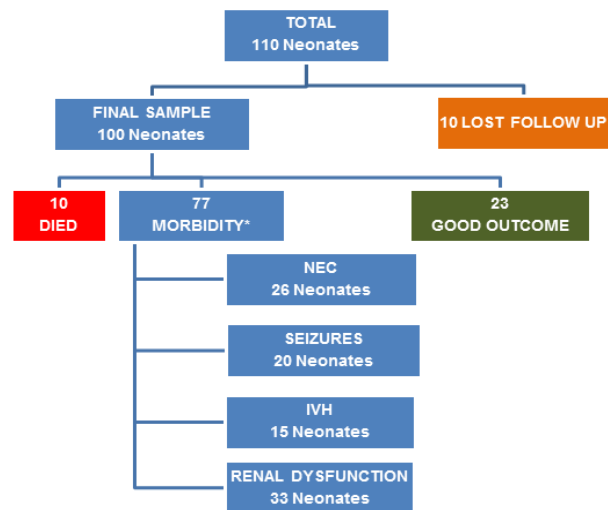 TOTAL
110 Neonates
FINAL SAMPLE
100 Neonates
10 LOST FOLLOW UP
10
DIED
77
MORBIDITY*
23
GOOD OUTCOME
NEC
26 Neonates
SEIZURES
20 Neonates
IVH
15 Neonates
RENAL DYSFUNCTION
33 Neonates